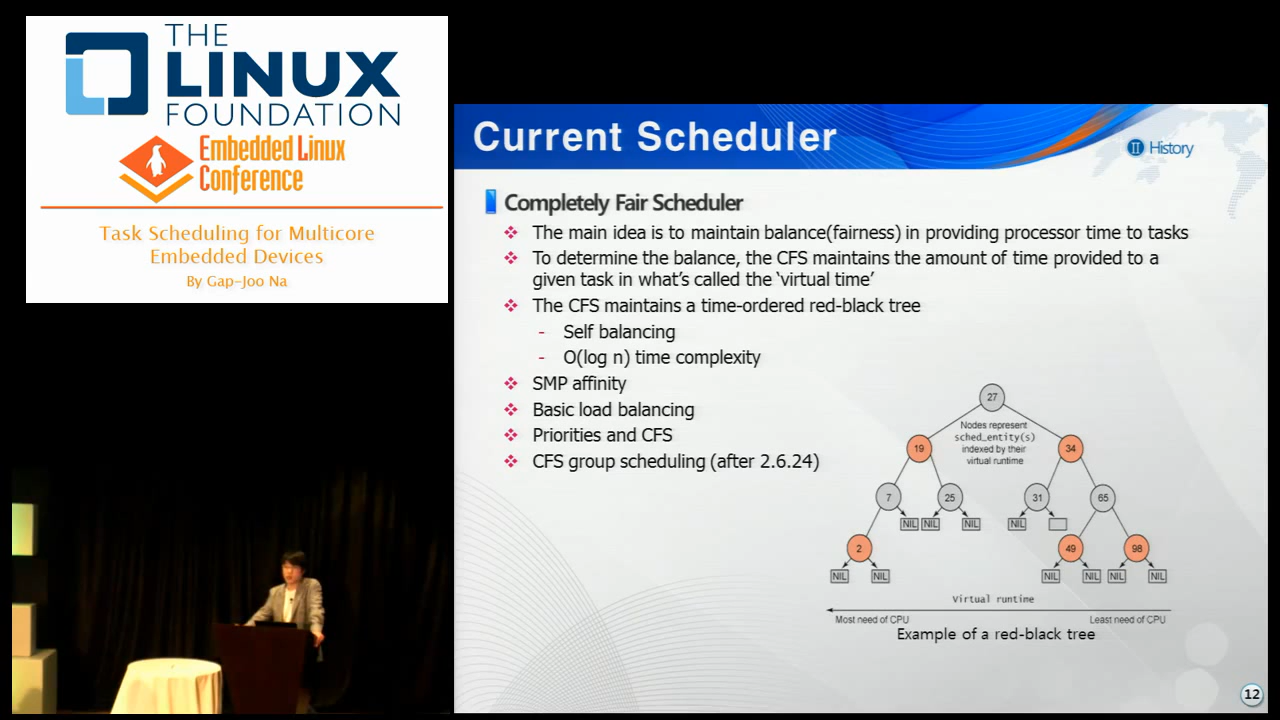 THE
LINUX
FOUNDATION
Embedded Linux
Conference
Task Scheduling for Multicore
Embedded Devices
By Gap-Joo Na
Current Scheduler
II History
Completely Fair Scheduler
❖ The main idea is to maintain balance(fairness) in providing processor time to tasks
❖ To determine the balance, the CFS maintains the amount of time provided to a
given task in what's called the 'virtual time'
❖ The CFS maintains a time-ordered red-black tree
- Self balancing
- O(log n) time complexity
❖ SMP affinity
❖ Basic load balancing
❖ Priorities and CFS
❖ CFS group scheduling (after 2.6.24)
27
Nodes represent
sched_entity(s)
indexed by their
virtual runtime
19 34
7 25 31 65
NIL NIL NIL NIL
2 49 98
NIL NIL NIL NIL NIL NIL
Virtual runtime
Most need of CPU Least need of CPU
Example of a red-black tree
12